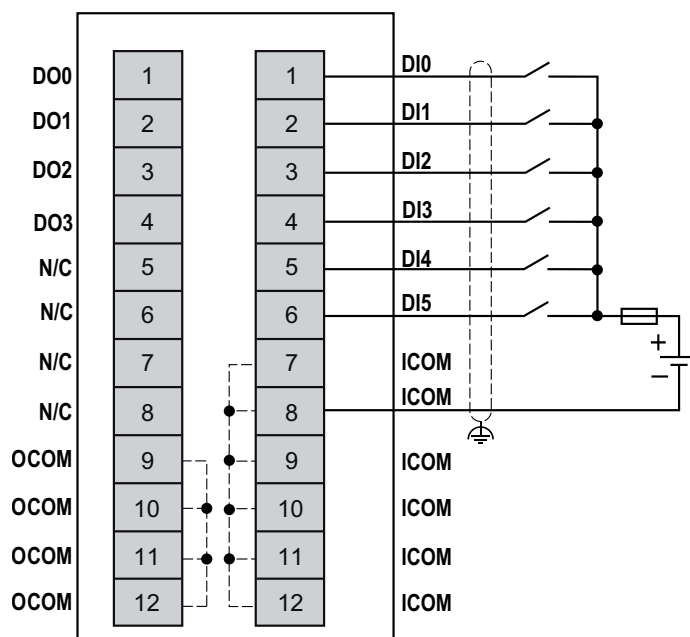 DO0 1 1 DI0
DO1 2 2 DI1
DO2 3 3 DI2
DO3 4 4 DI3
N/C 5 5 DI4
N/C 6 6 DI5
+
N/C 7 7 ICOM
−
N/C 8 8 ICOM
OCOM 9 9 ICOM
OCOM 10 10 ICOM
OCOM 11 11 ICOM
OCOM 12 12 ICOM